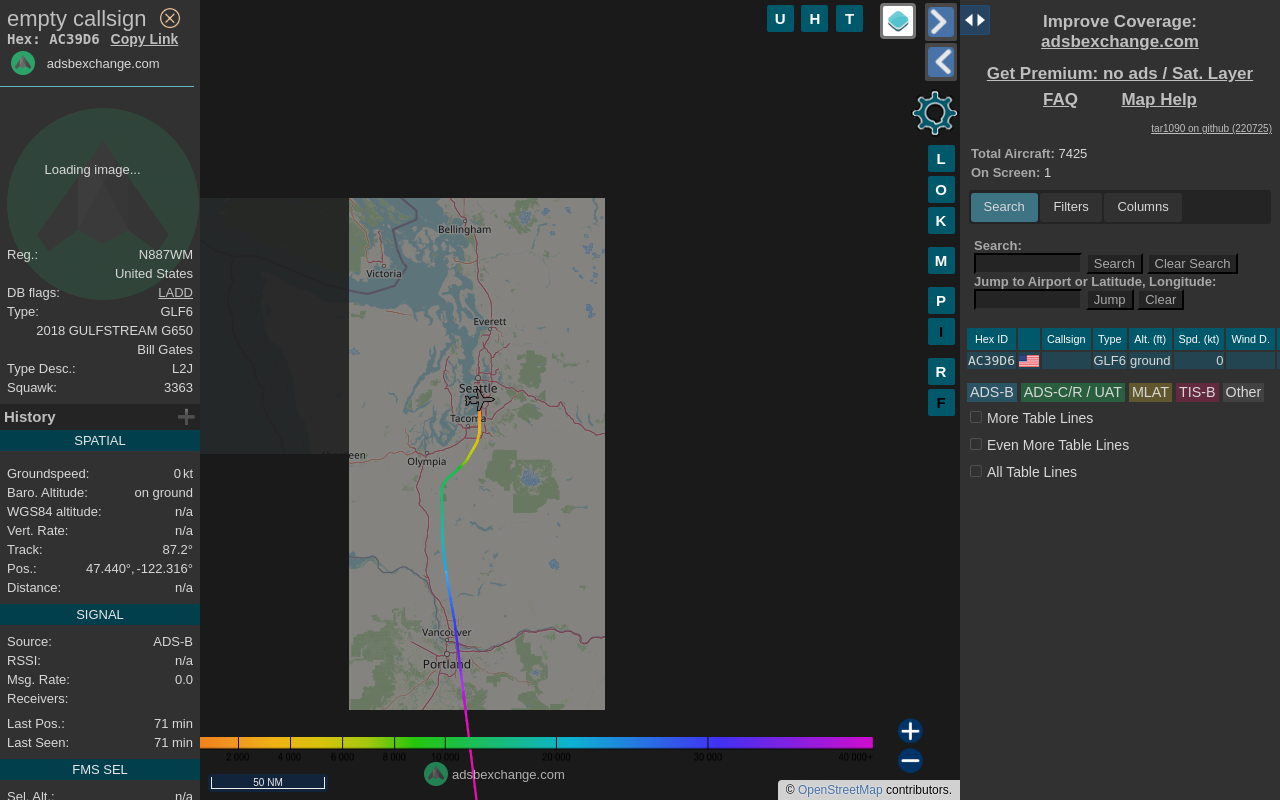 empty callsign
Hex: AC39D6 Copy Link
adsbexchange.com
Loading image...
Reg.: N887WM
United States
DB flags: LADD
Type: GLF6
2018 GULFSTREAM G650
Bill Gates
Type Desc.: L2J
Squawk: 3363
History
SPATIAL
Groundspeed: 0 kt
Baro. Altitude: on ground
WGS84 altitude: n/a
Vert. Rate: n/a
Track: 87.2°
Pos.: 47.440°, -122.316°
Distance: n/a
SIGNAL
Source: ADS-B
RSSI: n/a
Msg. Rate: 0.0
Receivers:
Last Pos.: 71 min
Last Seen: 71 min
FMS SEL
Sel. Alt.: n/a
U H T
L
O
K
M
P
I
R
F
Bellingham
Victoria
Everett
Seattle
Tacoma
Olympia
een
Vancouver
Portland
2 000 4 000 6 000 8 000 10 000 20 000 30 000 40 000+
50 NM
adsbexchange.com
© OpenStreetMap contributors.
Improve Coverage:
adsbexchange.com
Get Premium: no ads / Sat. Layer
FAQ Map Help
tar1090 on github (220725)
Total Aircraft: 7425
On Screen: 1
Search Filters Columns
Search:
Search Clear Search
Jump to Airport or Latitude, Longitude:
Jump Clear
Hex ID Callsign Type Alt. (ft) Spd. (kt) Wind D.
AC39D6 GLF6 ground 0
ADS-B ADS-C/R / UAT MLAT TIS-B Other
More Table Lines
Even More Table Lines
All Table Lines